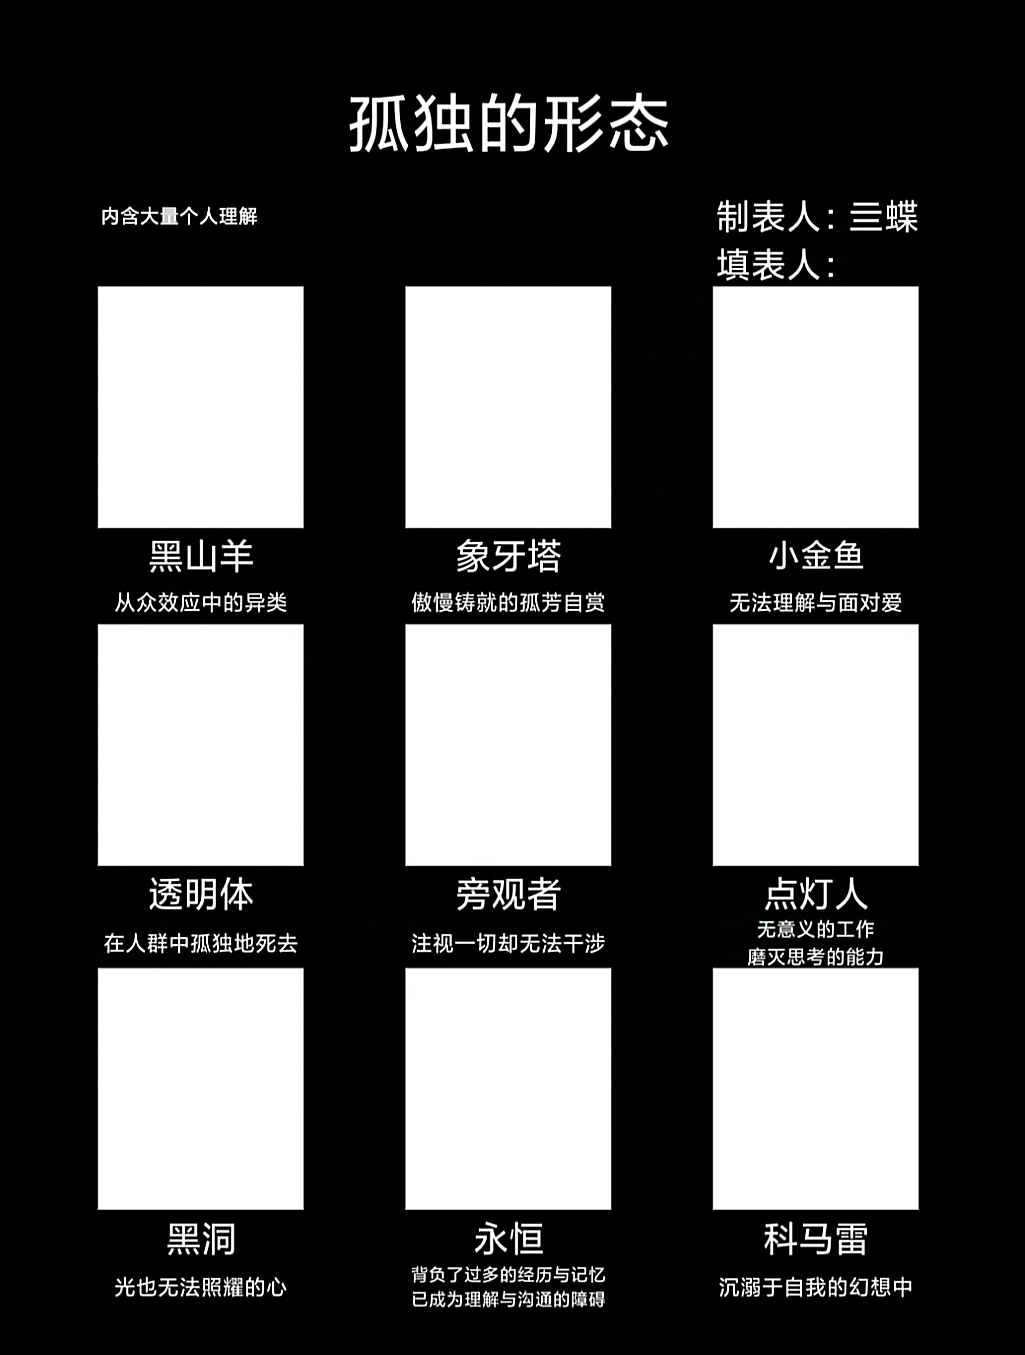 孤独的形态
内含大量个人理解
制表人：亖蝶
填表人：
黑山羊
象牙塔
小金鱼
从众效应中的异类
傲慢铸就的孤芳自赏
无法理解与面对爱
透明体
旁观者
点灯人
在人群中孤独地死去
注视一切却无法干涉
无意义的工作
磨灭思考的能力
黑洞
永恒
科马雷
光也无法照耀的心
背负了过多的经历与记忆
已成为理解与沟通的障碍
沉溺于自我的幻想中